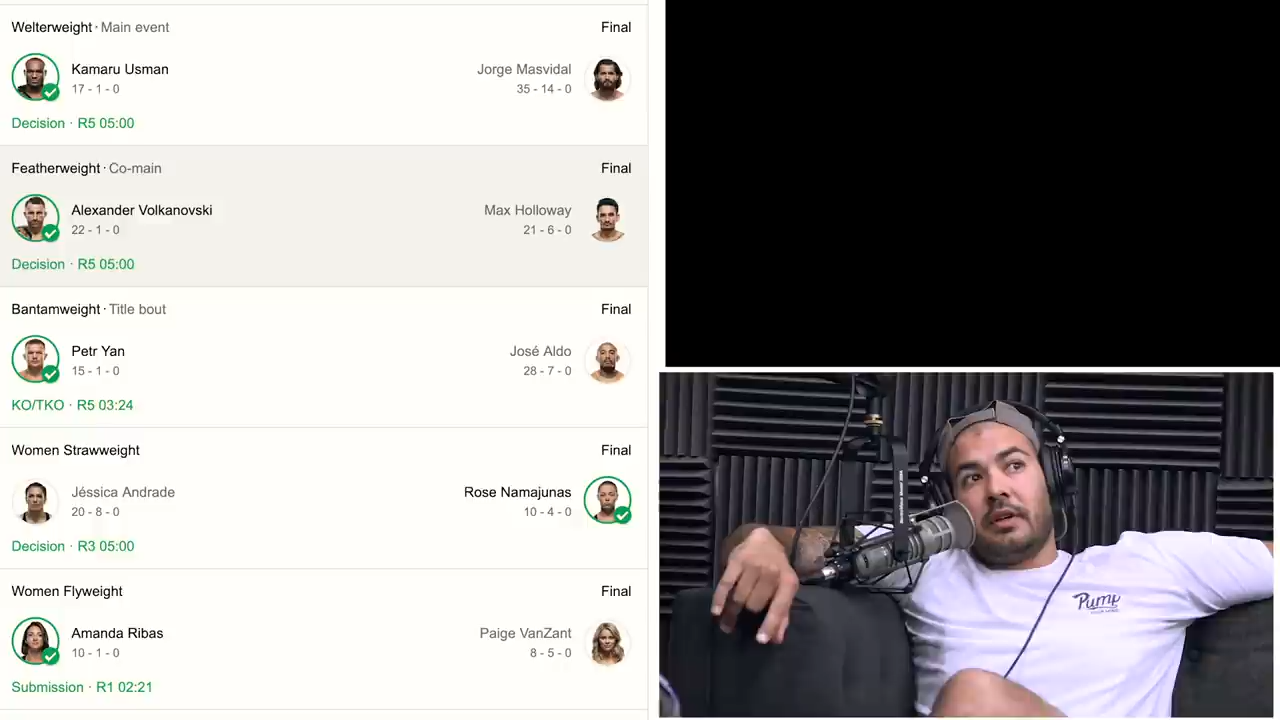 Welterweight · Main event Final
Kamaru Usman Jorge Masvidal
17 - 1 - 0 35 - 14 - 0
Decision · R5 05:00
Featherweight · Co-main Final
Alexander Volkanovski Max Holloway
22 - 1 - 0 21 - 6 - 0
Decision · R5 05:00
Bantamweight · Title bout Final
Petr Yan José Aldo
15 - 1 - 0 28 - 7 - 0
KO/TKO · R5 03:24
Women Strawweight Final
Jéssica Andrade Rose Namajunas
20 - 8 - 0 10 - 4 - 0
Decision · R3 05:00
Women Flyweight Final
Amanda Ribas Paige VanZant
10 - 1 - 0 8 - 5 - 0
Submission · R1 02:21
Pump